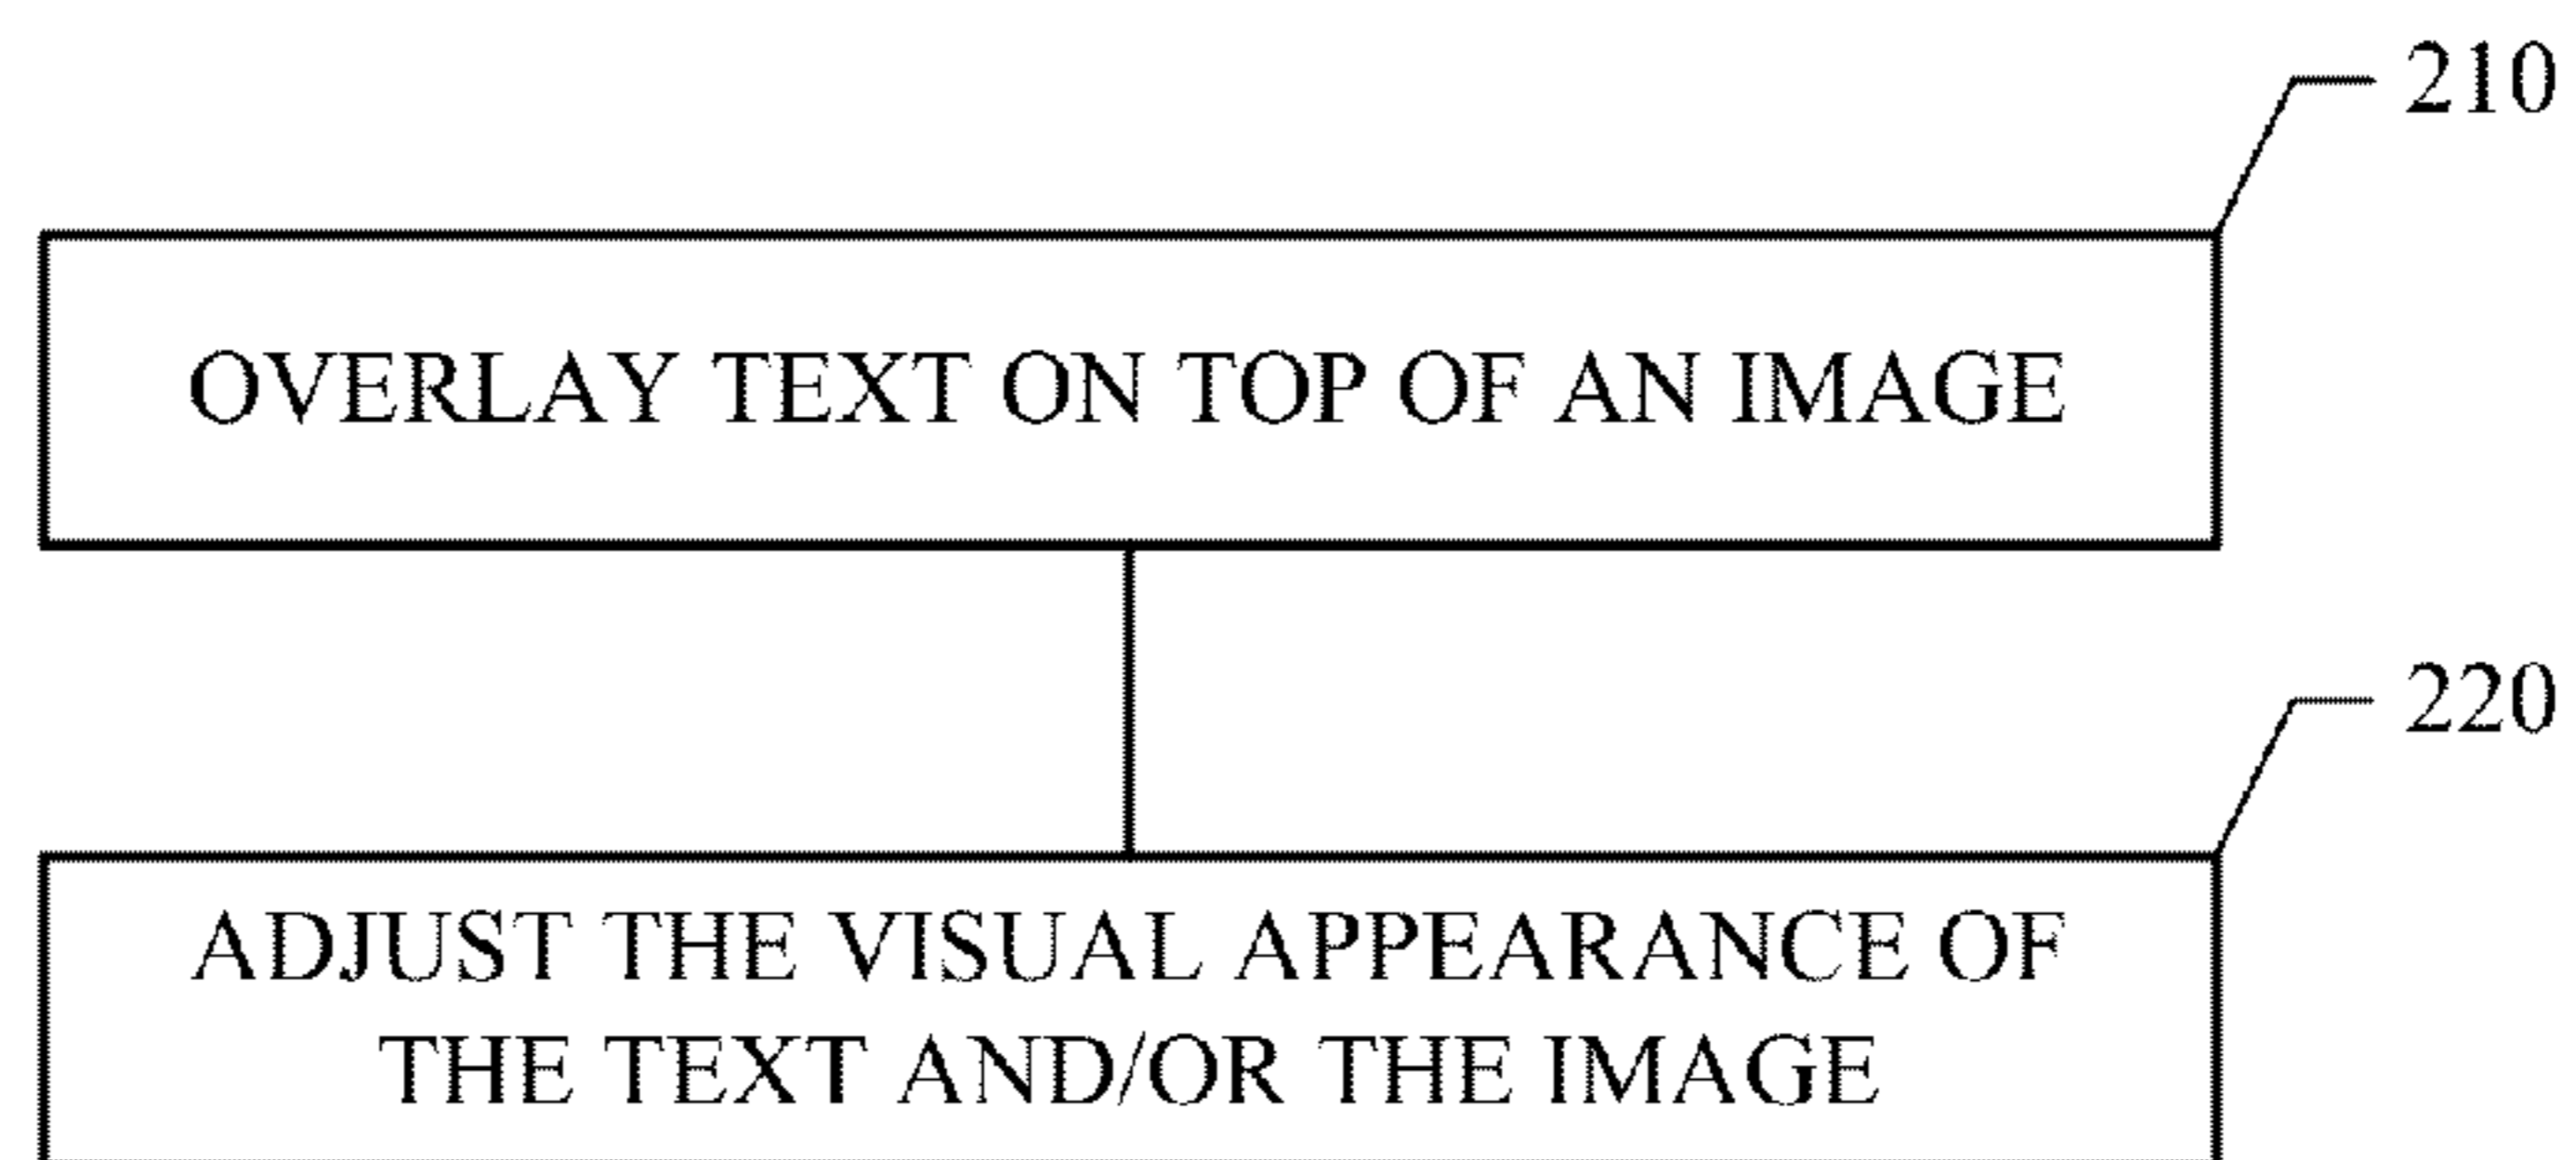 210
OVERLAY TEXT ON TOP OF AN IMAGE
220
ADJUST THE VISUAL APPEARANCE OF
THE TEXT AND/OR THE IMAGE